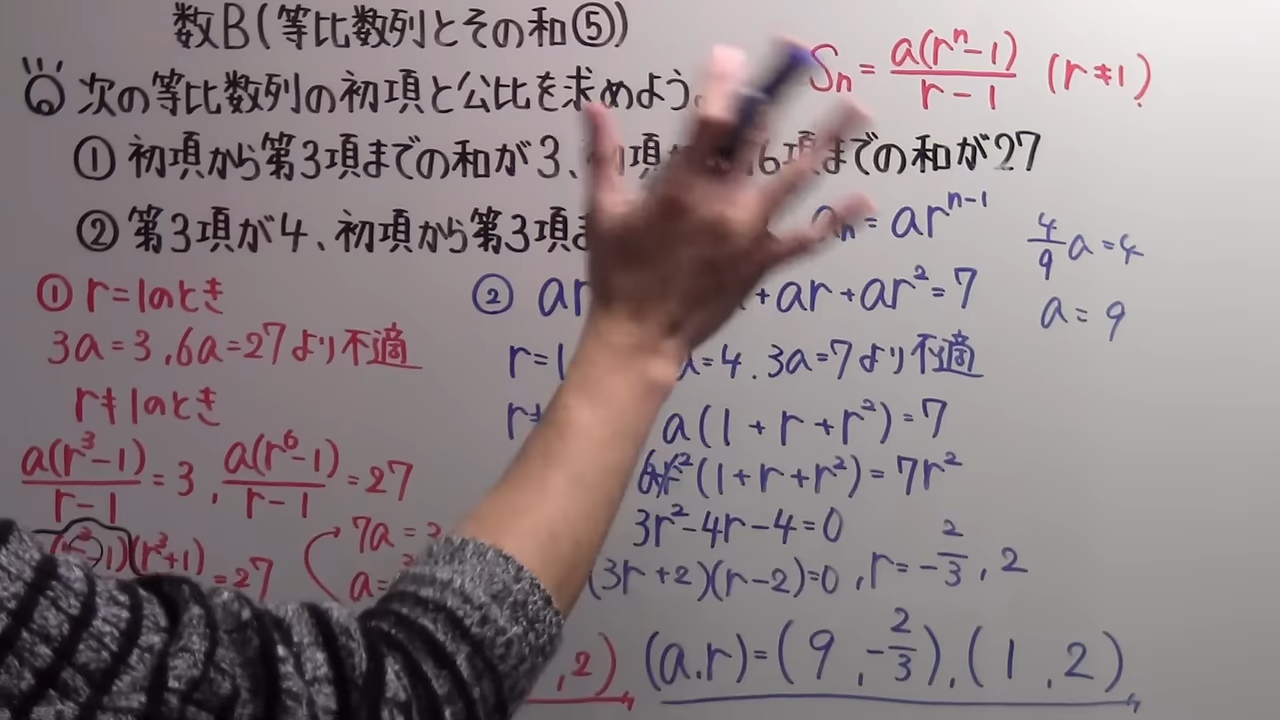 数B(等比数列とその和⑤)
次の等比数列の初項と公比を求めよう。
① 初項から第3項までの和が3、初項 6項までの和が27
② 第3項が4、初項から第3項ま
Sn = a(r^n-1)/(r-1) (r≠1)
an = ar^(n-1)
4/9 a = 4
a = 9
① r=1のとき
3a=3, 6a=27より不適
r≠1のとき
a(r^3-1)/(r-1) = 3, a(r^6-1)/(r-1) = 27
(r^3+1) = 27
7a=
a=
,2)
② ar +ar+ar^2=7
r=1 a=4, 3a=7より不適
r≠
a(1+r+r^2)=7
(1+r+r^2)=7r^2
3r^2-4r-4=0
(3r+2)(r-2)=0, r=-2/3, 2
(a.r)=(9,-2/3),(1,2)